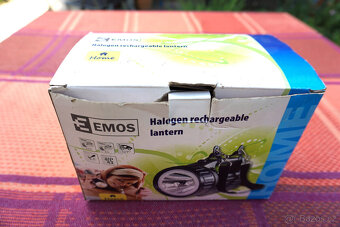 EMOS
Halogen rechargeable lantern
Home
EMOS
Halogen rechargeable
lantern
HOME